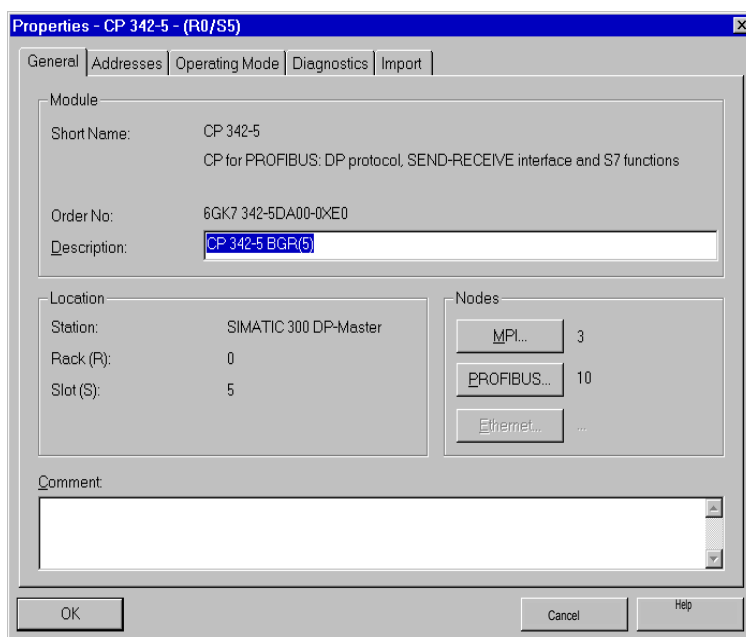 Properties - CP 342-5 - (R0/S5)
General Addresses Operating Mode Diagnostics Import
Module
Short Name: CP 342-5
CP for PROFIBUS: DP protocol, SEND-RECEIVE interface and S7 functions
Order No: 6GK7 342-5DA00-0XE0
Description: CP 342-5 BGR(5)
Location
Station: SIMATIC 300 DP-Master
Rack (R): 0
Slot (S): 5
Nodes
MPI... 3
PROFIBUS... 10
Ethernet... ...
Comment:
OK Cancel Help